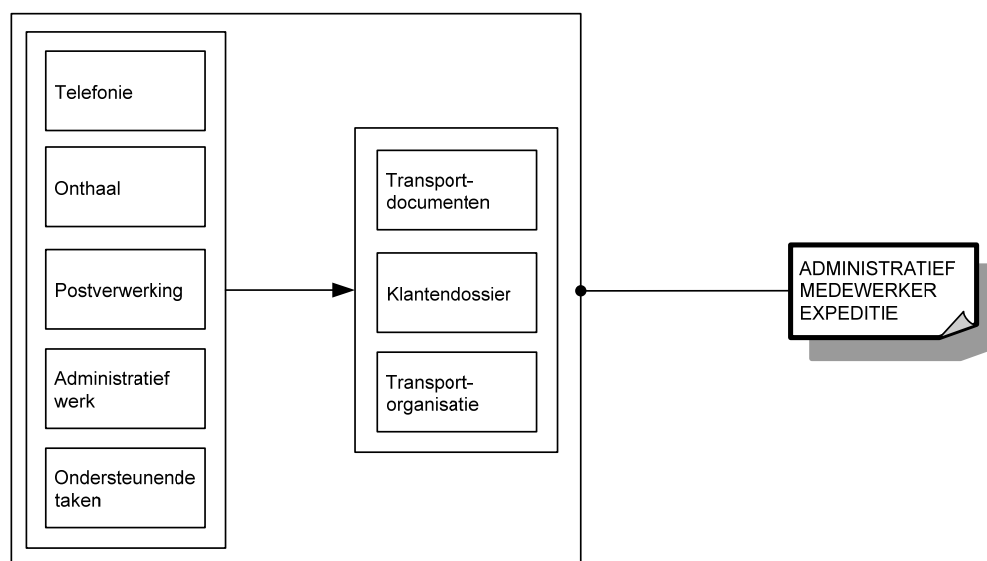 Telefonie
Onthaal
Postverwerking
Administratief
werk
Ondersteunende
taken
Transport-
documenten
Klantendossier
Transport-
organisatie
ADMINISTRATIEF
MEDEWERKER
EXPEDITIE